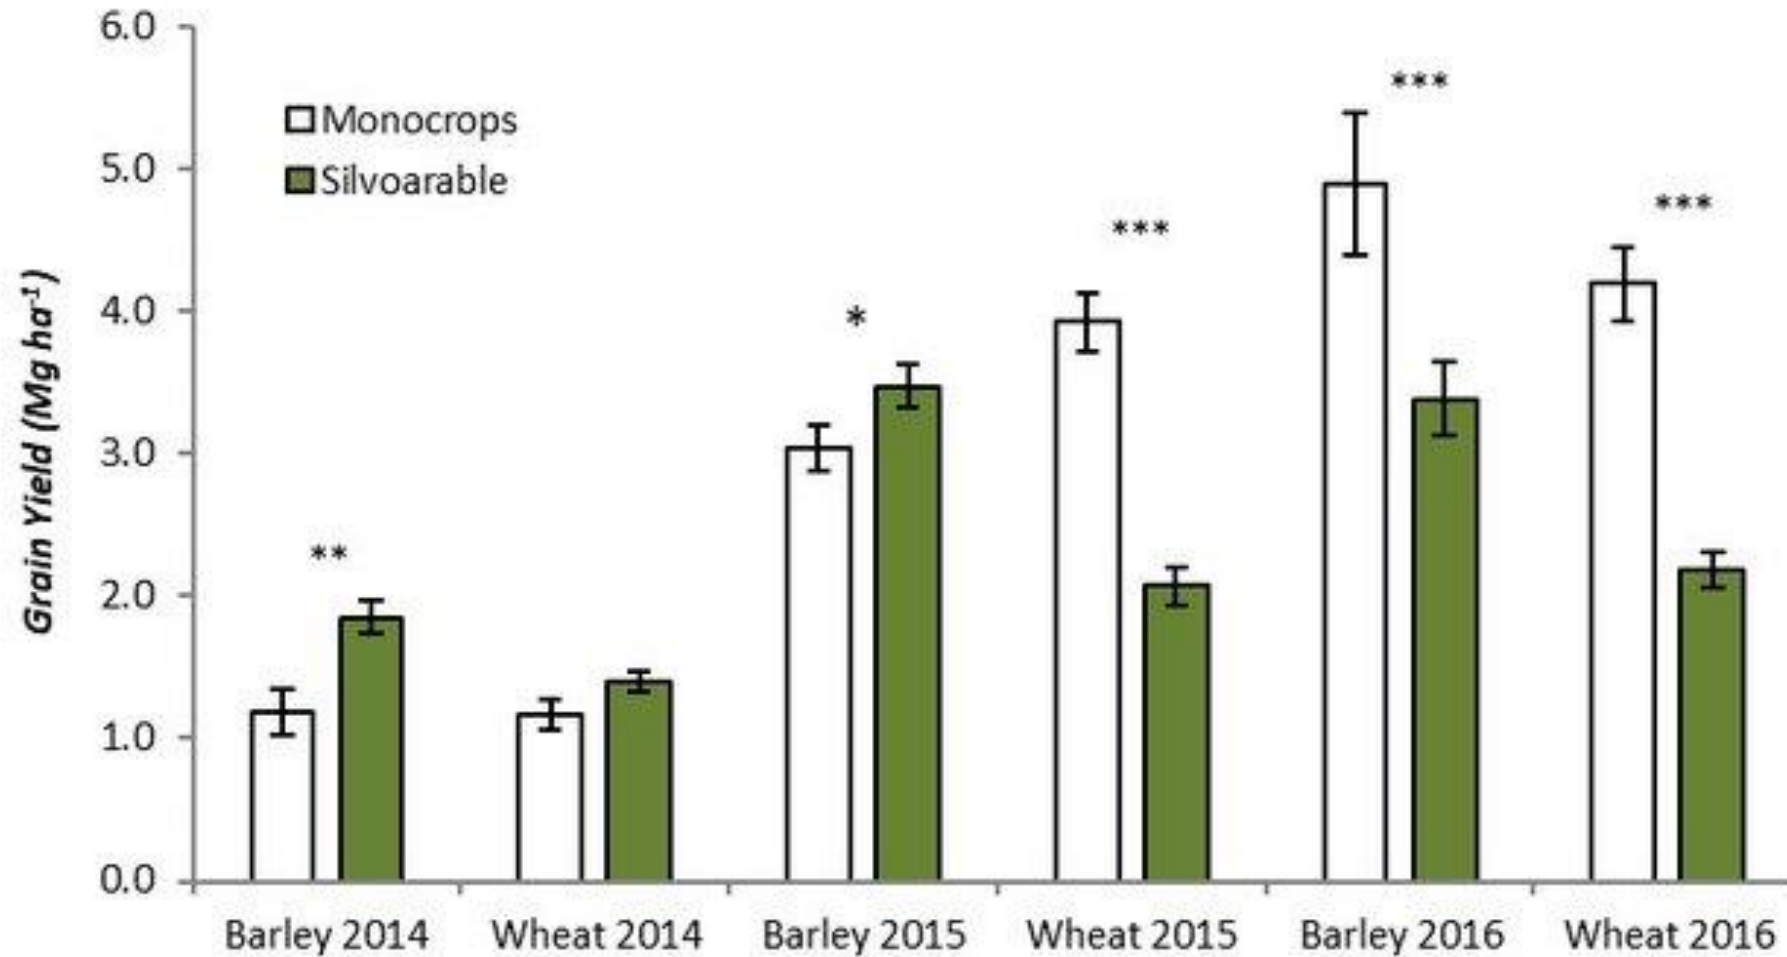 6.0
5.0
4.0
3.0
2.0
1.0
0.0
Grain Yield (Mg ha⁻¹)
Monocrops
Silvoarable
**
*
***
***
***
Barley 2014
Wheat 2014
Barley 2015
Wheat 2015
Barley 2016
Wheat 2016